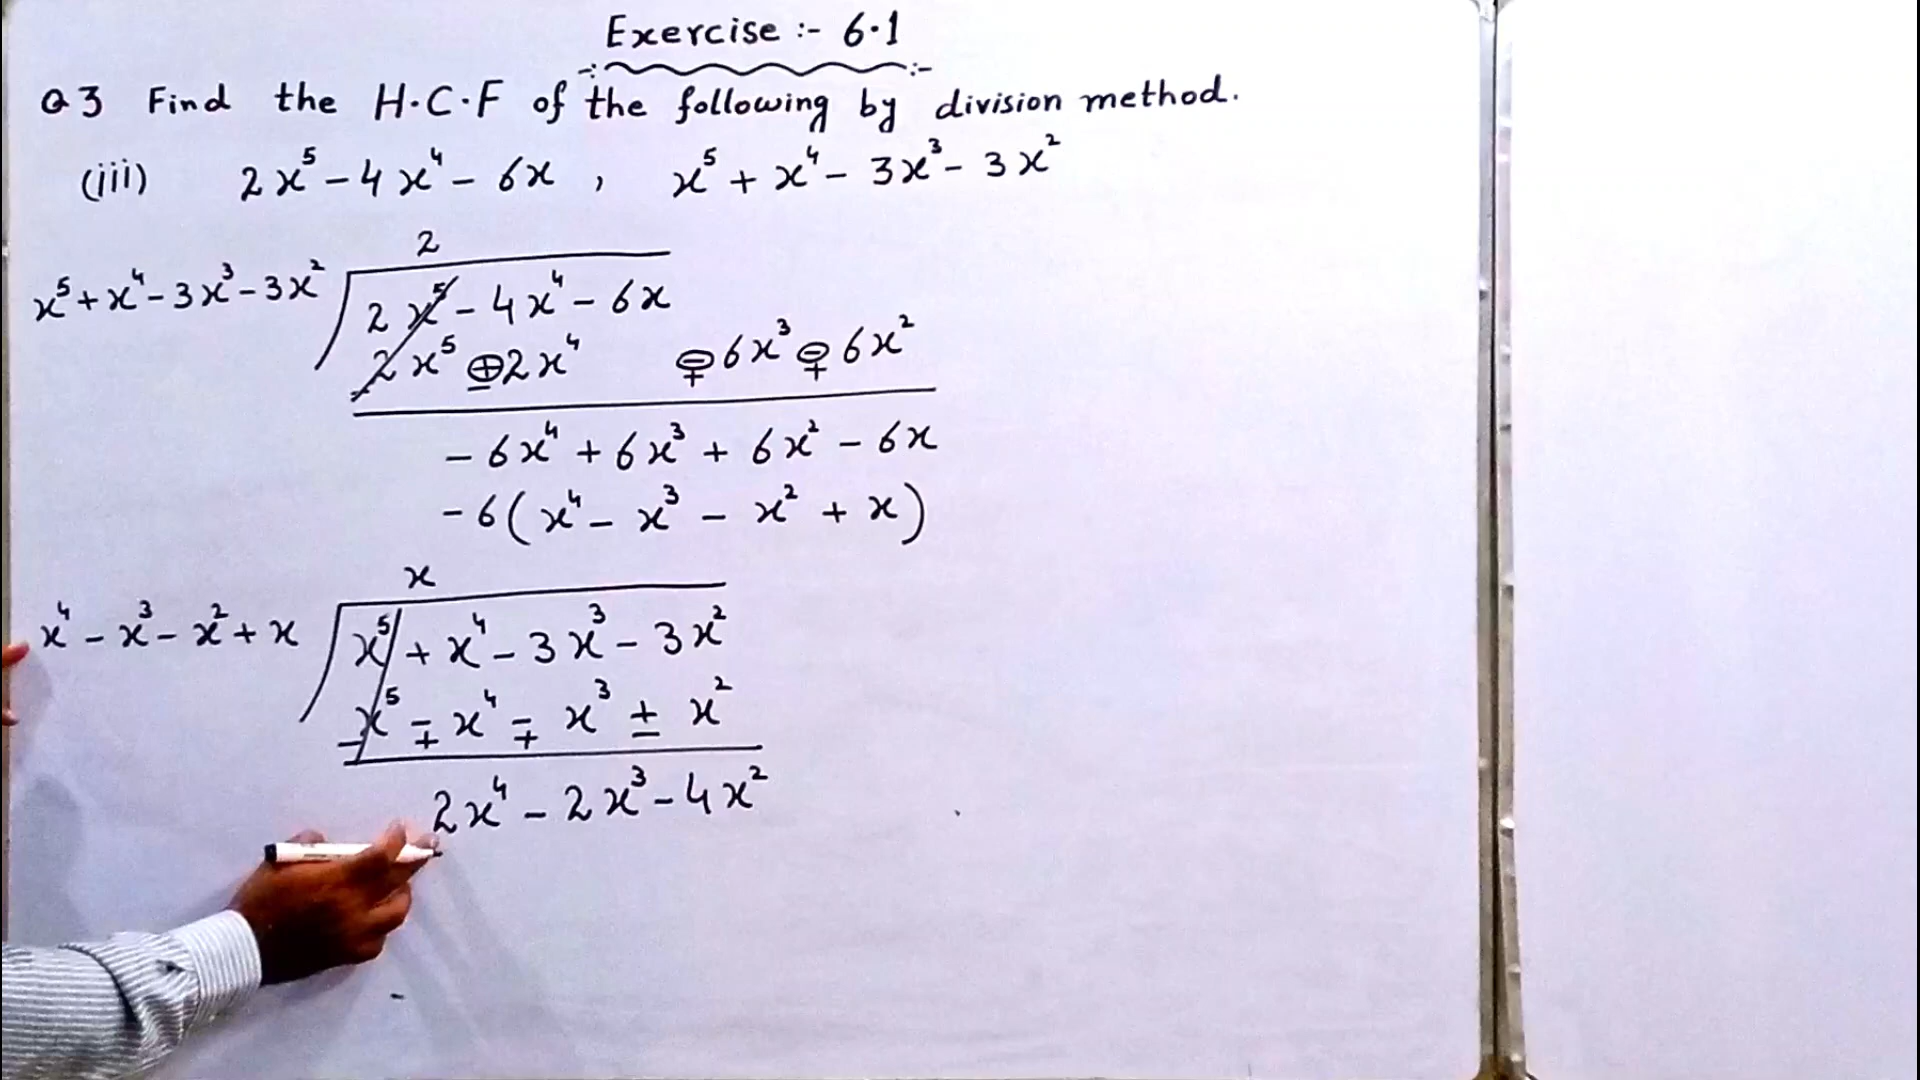 Exercise :- 6.1
Q3 Find the H.C.F of the following by division method.
(iii) 2x⁵ - 4x⁴ - 6x , x⁵ + x⁴ - 3x³ - 3x²
2
x⁵ + x⁴ - 3x³ - 3x² 2x⁵ - 4x⁴ - 6x
2x⁵ ⊕ 2x⁴ ⊖ 6x³ ⊖ 6x²
- + +
- 6x⁴ + 6x³ + 6x² - 6x
- 6(x⁴ - x³ - x² + x)
x
x⁴ - x³ - x² + x x⁵ + x⁴ - 3x³ - 3x²
-x⁵ ∓ x⁴ ∓ x³ ± x²
2x⁴ - 2x³ - 4x²